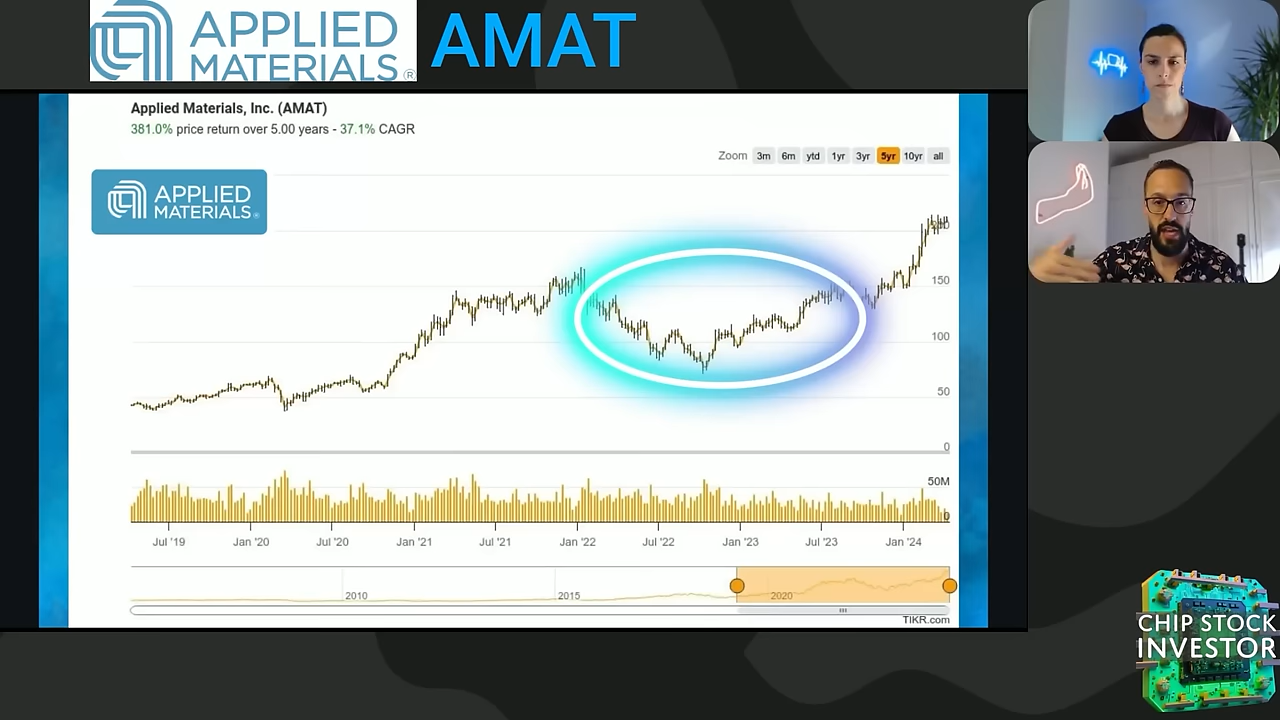 APPLIED
MATERIALS®
AMAT
Applied Materials, Inc. (AMAT)
381.0% price return over 5.00 years - 37.1% CAGR
Zoom 3m 6m ytd 1yr 3yr 5yr 10yr all
APPLIED
MATERIALS®
150
100
50
0
50M
0
Jul '19 Jan '20 Jul '20 Jan '21 Jul '21 Jan '22 Jul '22 Jan '23 Jul '23 Jan '24
2010 2015 2020
TIKR.com
CHIP STOCK
INVESTOR